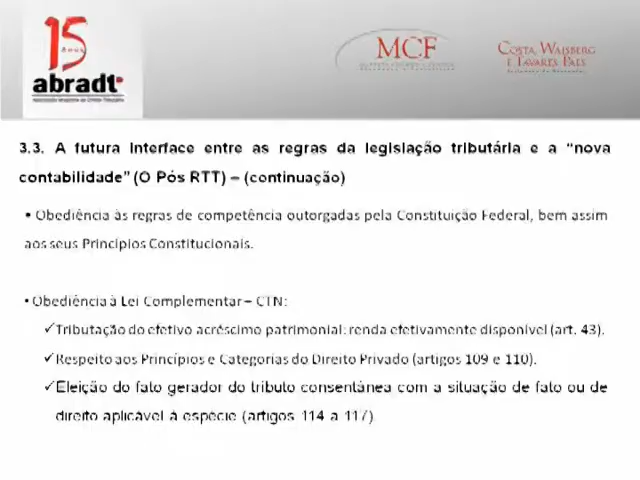 15
anos
abradt
MCF
COSTA, WAISBERG
E TAVARES PAES
3.3. A futura interface entre as regras da legislação tributária e a “nova
contabilidade” (O Pós RTT) – (continuação)
• Obediência às regras de competência outorgadas pela Constituição Federal, bem assim
aos seus Princípios Constitucionais.
• Obediência à Lei Complementar – CTN:
✓Tributação do efetivo acréscimo patrimonial: renda efetivamente disponível (art. 43).
✓Respeito aos Princípios e Categorias do Direito Privado (artigos 109 e 110).
✓Eleição do fato gerador do tributo consentânea com a situação de fato ou de
direito aplicável à espécie (artigos 114 a 117)